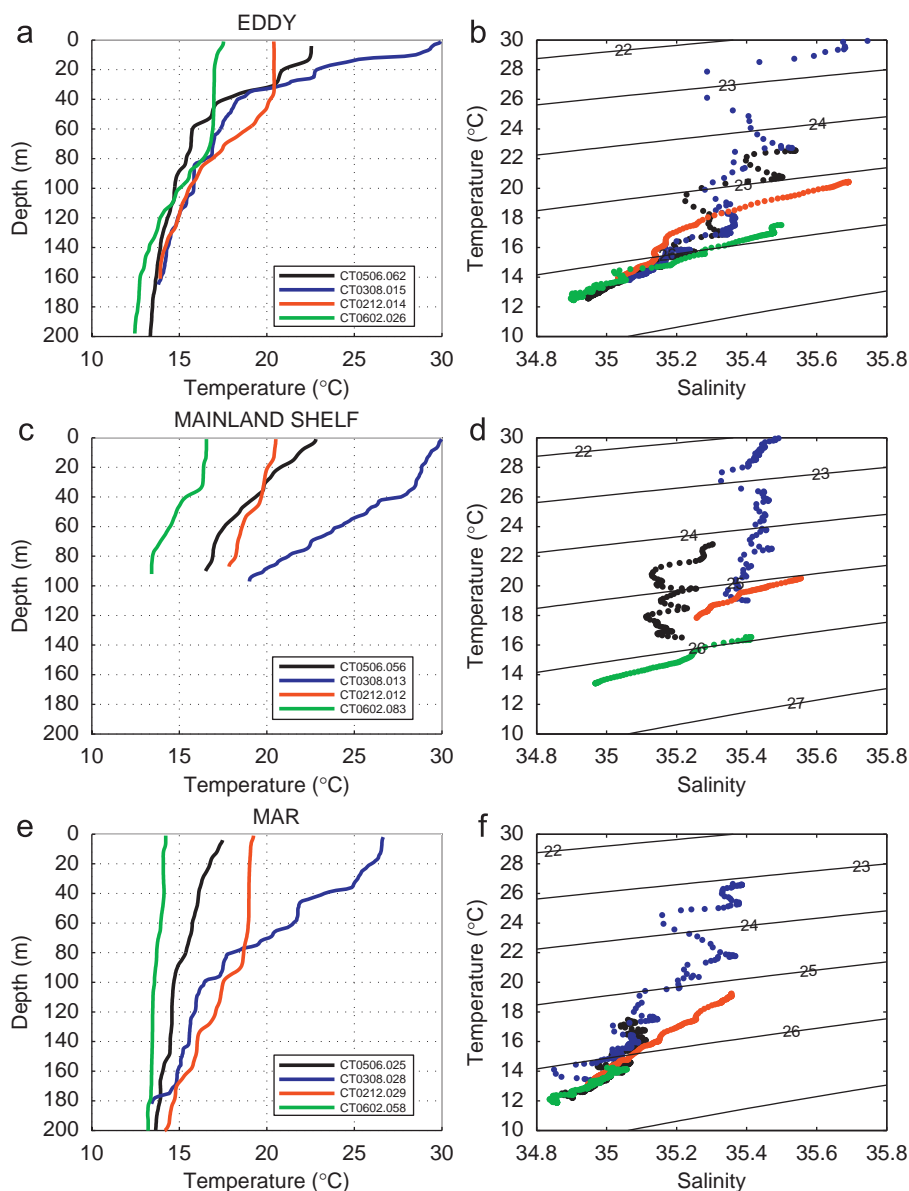 a
EDDY
0
20
40
60
80
100
120
140
160
180
200
Depth (m)
CT0506.062
CT0308.015
CT0212.014
CT0602.026
10 15 20 25 30
Temperature (°C)
b
30
28
26
24
22
20
18
16
14
12
10
Temperature (°C)
22
23
24
25
34.8 35 35.2 35.4 35.6 35.8
Salinity
c
MAINLAND SHELF
0
20
40
60
80
100
120
140
160
180
200
Depth (m)
CT0506.056
CT0308.013
CT0212.012
CT0602.083
10 15 20 25 30
Temperature (°C)
d
30
28
26
24
22
20
18
16
14
12
10
Temperature (°C)
22
23
24
25
26
27
34.8 35 35.2 35.4 35.6 35.8
Salinity
e
MAR
0
20
40
60
80
100
120
140
160
180
200
Depth (m)
CT0506.025
CT0308.028
CT0212.029
CT0602.058
10 15 20 25 30
Temperature (°C)
f
30
28
26
24
22
20
18
16
14
12
10
Temperature (°C)
22
23
24
25
26
34.8 35 35.2 35.4 35.6 35.8
Salinity